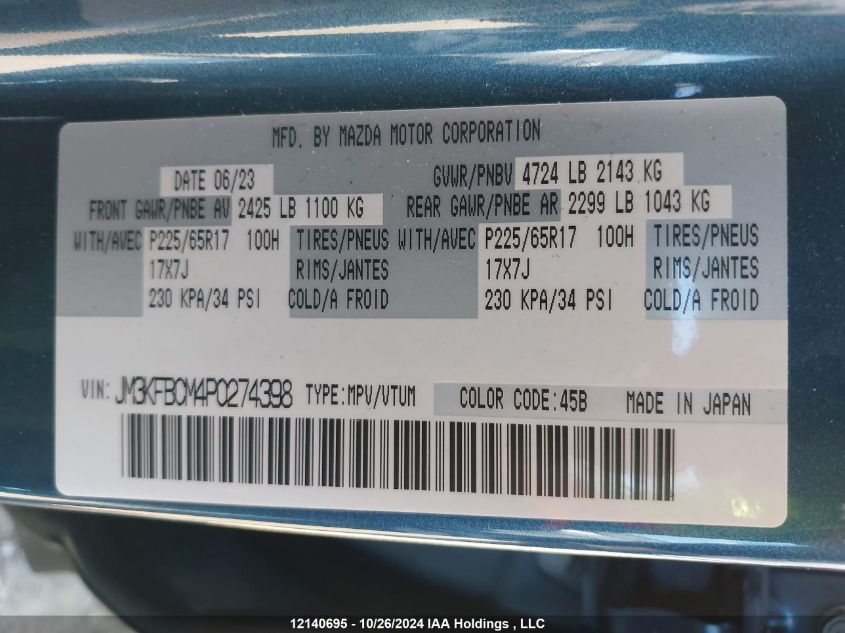 MFD. BY MAZDA MOTOR CORPORATION
DATE 06/23 GVWR/PNBV 4724 LB 2143 KG
FRONT GAWR/PNBE AV 2425 LB 1100 KG REAR GAWR/PNBE AR 2299 LB 1043 KG
WITH/AVEC P225/65R17 100H TIRES/PNEUS WITH/AVEC P225/65R17 100H TIRES/PNEUS
17X7J RIMS/JANTES 17X7J RIMS/JANTES
230 KPA/34 PSI COLD/A FROID 230 KPA/34 PSI COLD/A FROID
VIN: JM3KFBCM4P0274398 TYPE:MPV/VTUM COLOR CODE:45B MADE IN JAPAN
12140695 - 10/26/2024 IAA Holdings , LLC